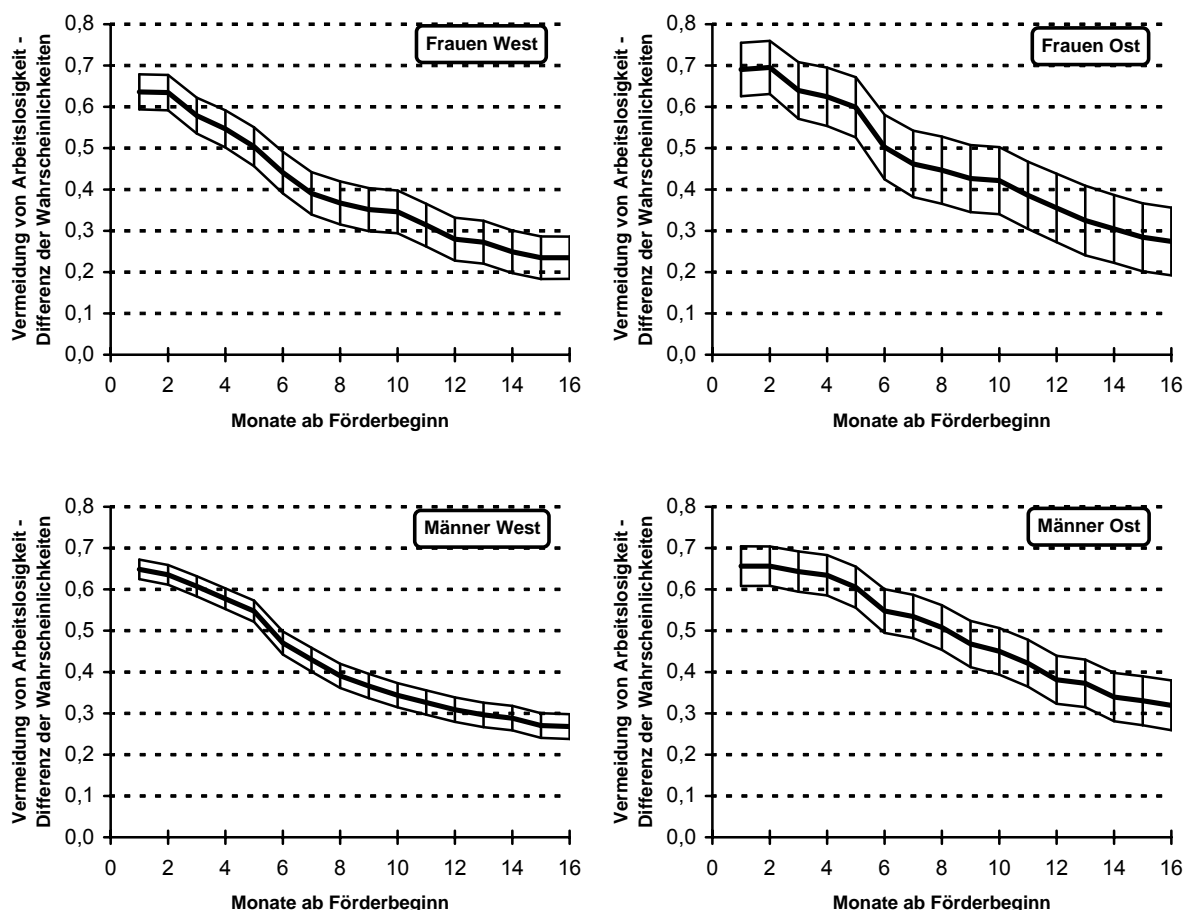 Vermeidung von Arbeitslosigkeit -
Differenz der Wahrscheinlichkeiten
0,8
0,7
0,6
0,5
0,4
0,3
0,2
0,1
0,0
Frauen West
0 2 4 6 8 10 12 14 16
Monate ab Förderbeginn
Vermeidung von Arbeitslosigkeit -
Differenz der Wahrscheinlichkeiten
0,8
0,7
0,6
0,5
0,4
0,3
0,2
0,1
0,0
Frauen Ost
0 2 4 6 8 10 12 14 16
Monate ab Förderbeginn
Vermeidung von Arbeitslosigkeit -
Differenz der Wahrscheinlichkeiten
0,8
0,7
0,6
0,5
0,4
0,3
0,2
0,1
0,0
Männer West
0 2 4 6 8 10 12 14 16
Monate ab Förderbeginn
Vermeidung von Arbeitslosigkeit -
Differenz der Wahrscheinlichkeiten
0,8
0,7
0,6
0,5
0,4
0,3
0,2
0,1
0,0
Männer Ost
0 2 4 6 8 10 12 14 16
Monate ab Förderbeginn